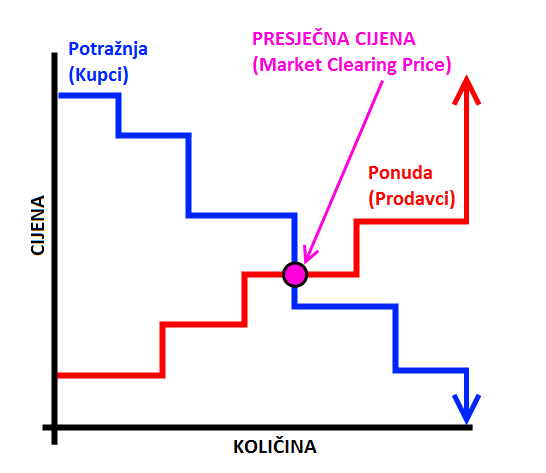 Potražnja
(Kupci)
PRESJEČNA CIJENA
(Market Clearing Price)
Ponuda
(Prodavci)
CIJENA
KOLIČINA